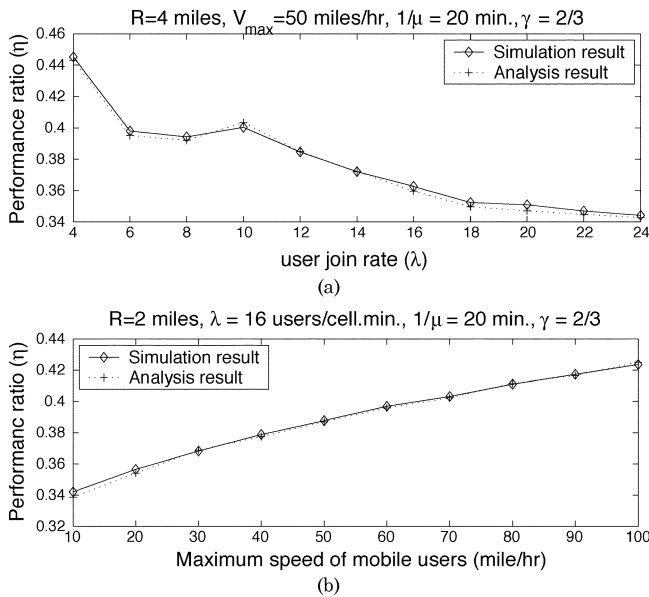 R=4 miles, Vmax=50 miles/hr, 1/μ = 20 min., γ = 2/3
Performance ratio (η)
0.46
0.44
0.42
0.4
0.38
0.36
0.34
Simulation result
Analysis result
4 6 8 10 12 14 16 18 20 22 24
user join rate (λ)
(a)
R=2 miles, λ = 16 users/cell.min., 1/μ = 20 min., γ = 2/3
Performanc ratio (η)
0.44
0.42
0.4
0.38
0.36
0.34
0.32
Simulation result
Analysis result
10 20 30 40 50 60 70 80 90 100
Maximum speed of mobile users (mile/hr)
(b)